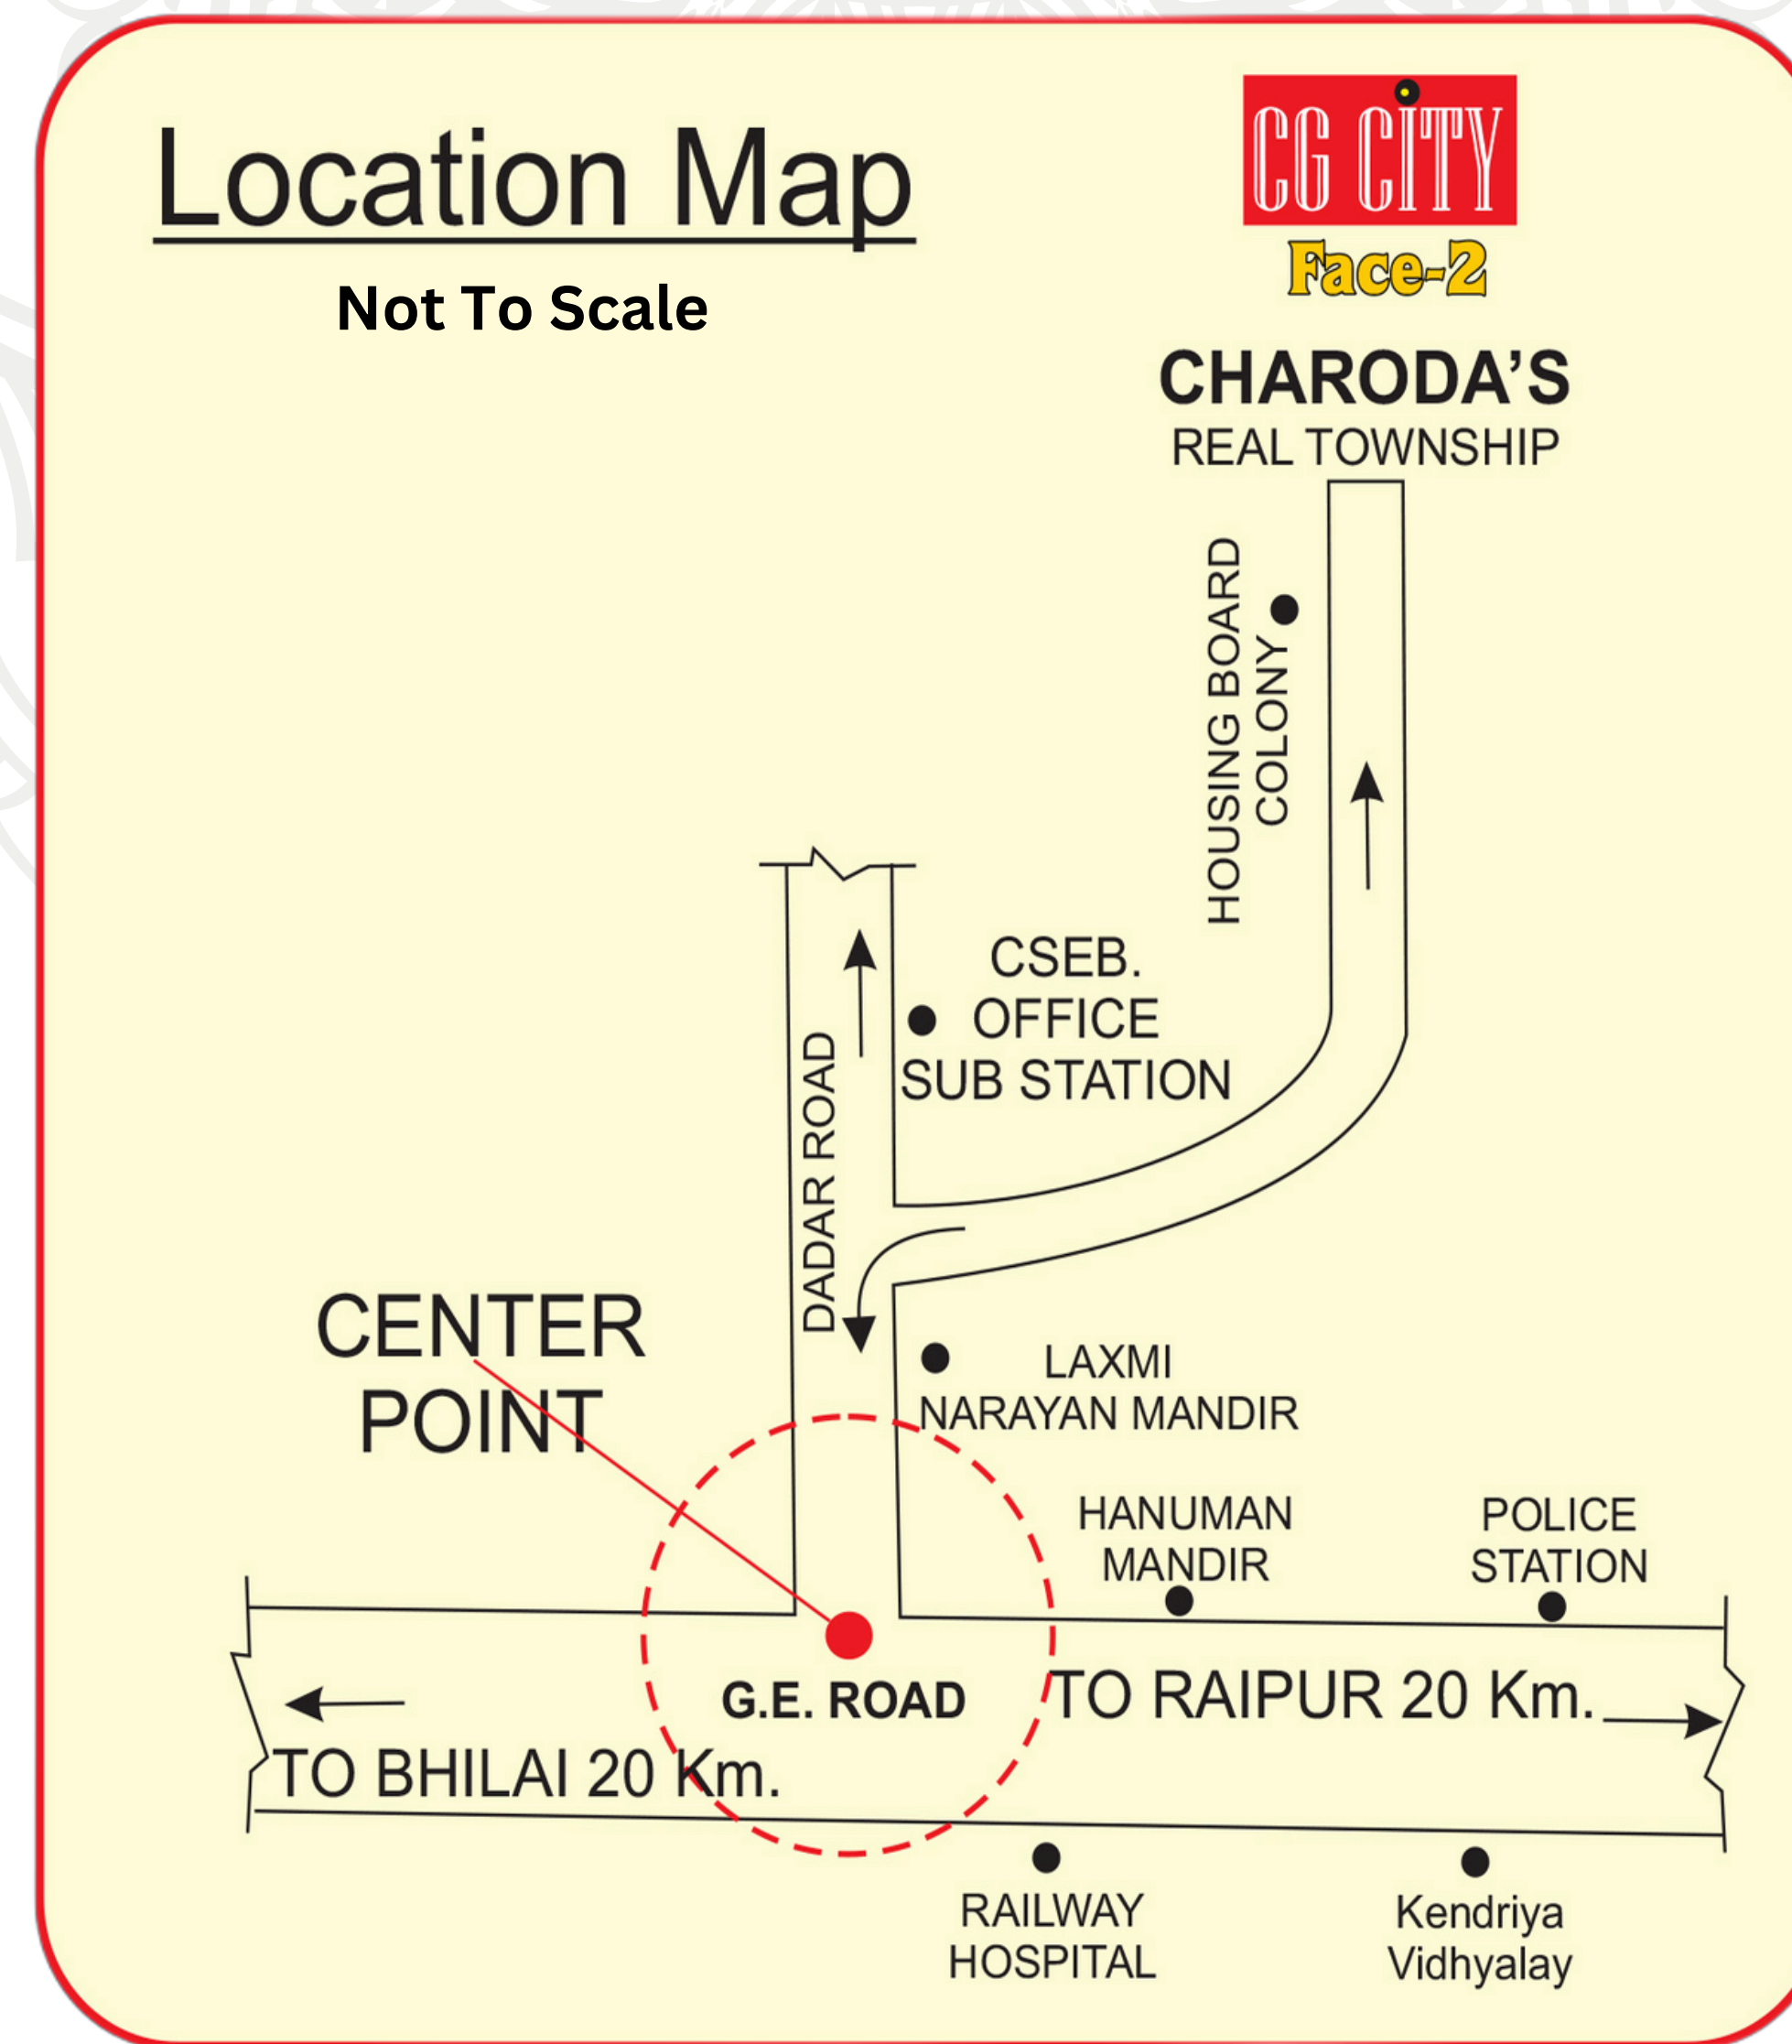 Location Map
Not To Scale
CG CiTY
Face-2
CHARODA’S
REAL TOWNSHIP
HOUSING BOARD
COLONY
CSEB.
OFFICE
SUB STATION
DADAR ROAD
CENTER
POINT
LAXMI
NARAYAN MANDIR
HANUMAN
MANDIR
POLICE
STATION
G.E. ROAD
TO RAIPUR 20 Km.
TO BHILAI 20 Km.
RAILWAY
HOSPITAL
Kendriya
Vidhyalay